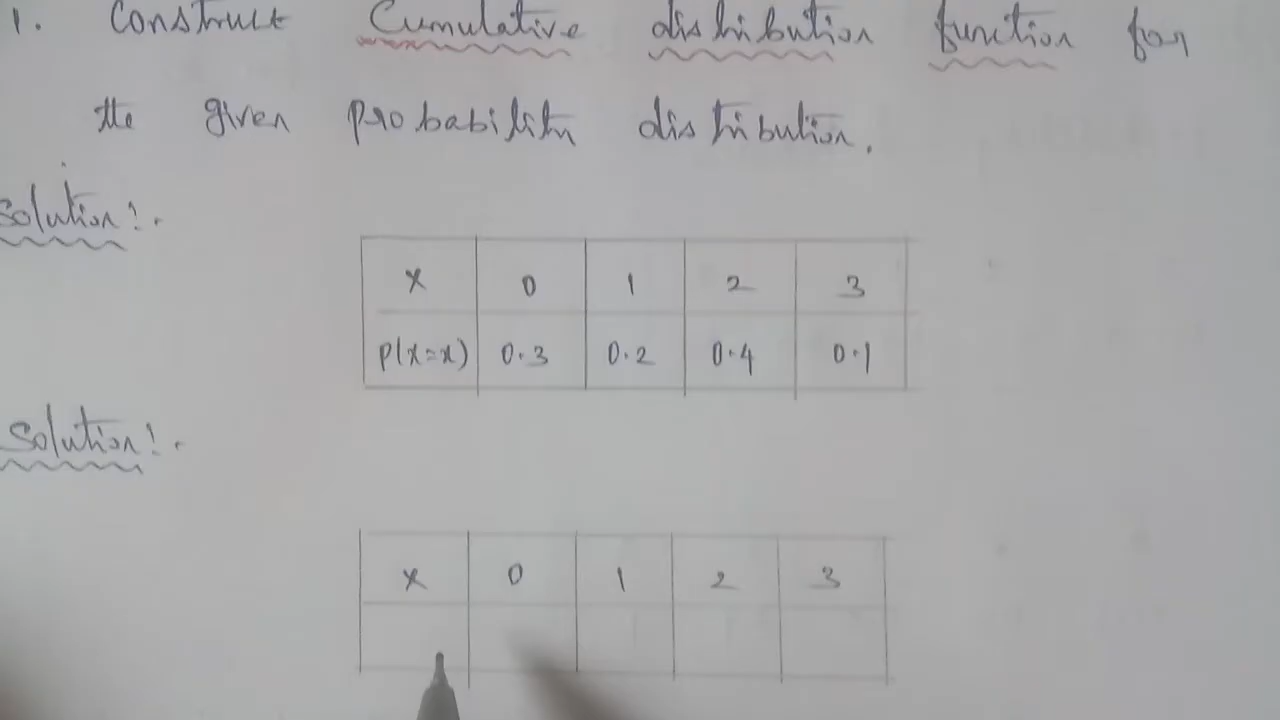 1. Construct Cumulative distribution function for
the given probability distribution.
Solution:-
x 0 1 2 3
p(x=x) 0.3 0.2 0.4 0.1
Solution:-
x 0 1 2 3